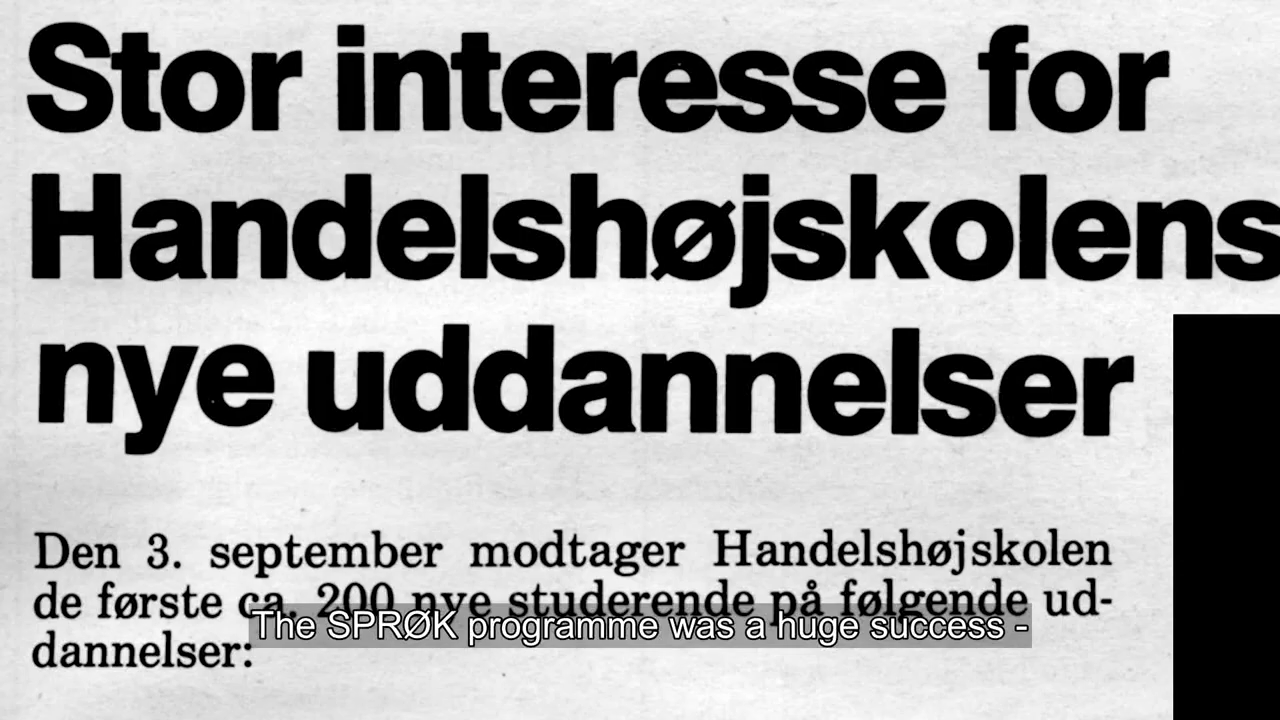 Stor interesse for
Handelshøjskolens
nye uddannelser
Den 3. september modtager Handelshøjskolen
de første ca. 200 nye studerende på følgende ud-
dannelser:
The SPRØK programme was a huge success -